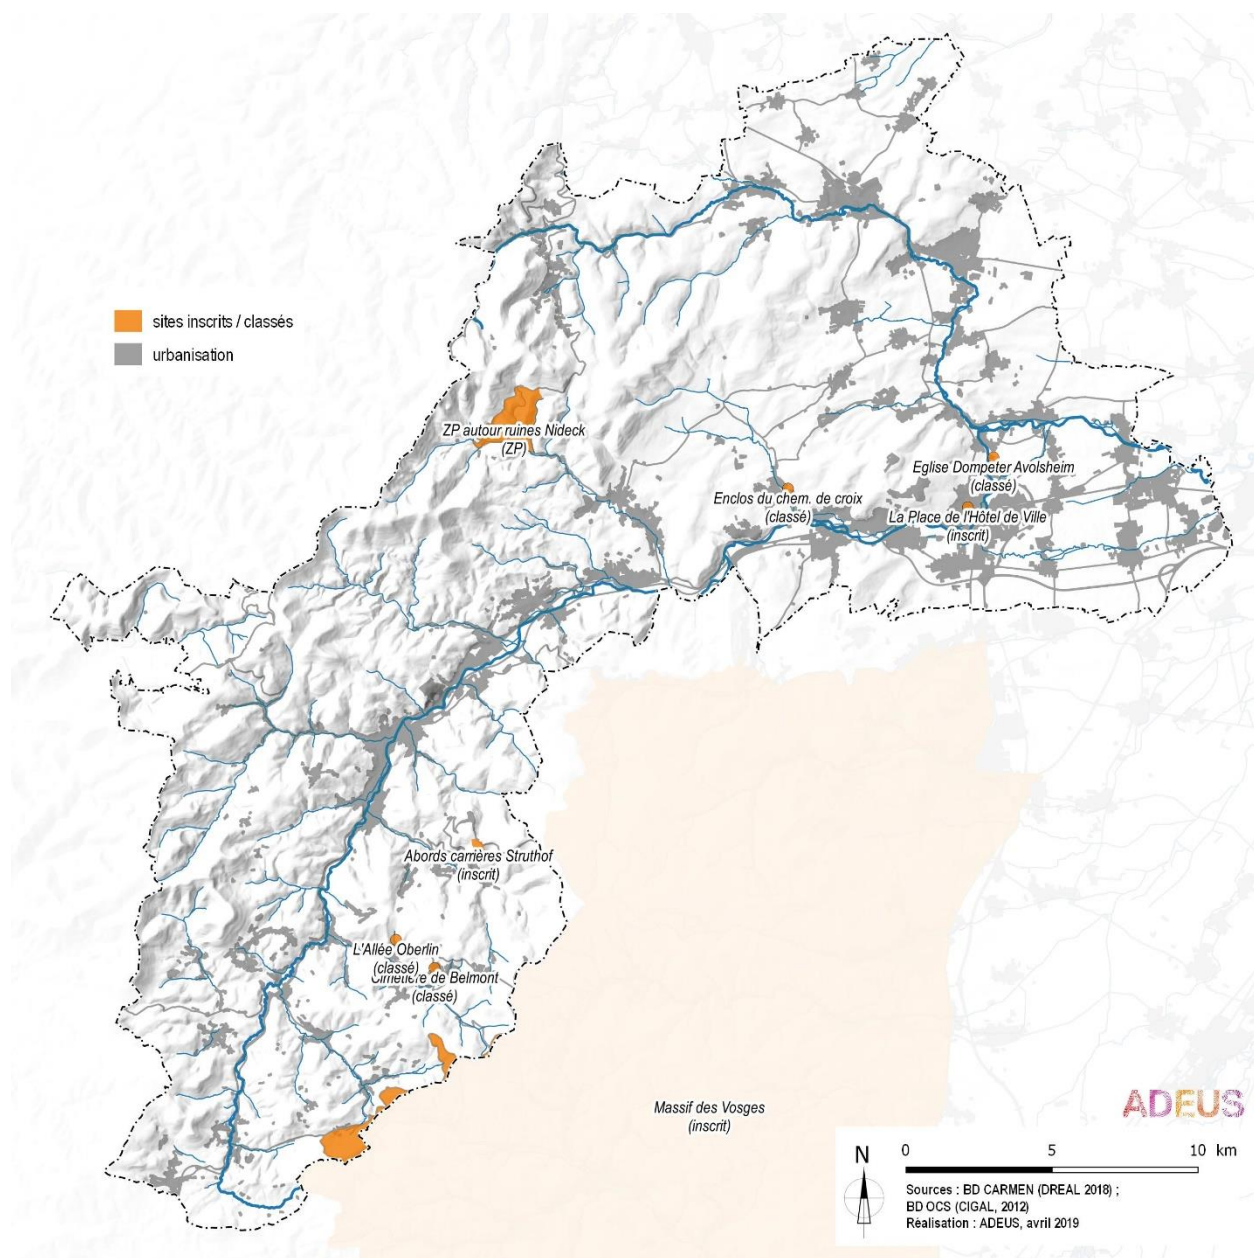 sites inscrits / classés
urbanisation
ZP autour ruines Nideck
(ZP)
Eglise Dompeter Avolsheim
(classé)
Enclos du chem. de croix
(classé)
La Place de l'Hôtel de Ville
(inscrit)
Abords carrières Struthof
(inscrit)
L'Allée Oberlin
(classé)
Cimetière de Belmont
(classé)
Massif des Vosges
(inscrit)
ADEUS
N
0 5 10 km
Sources : BD CARMEN (DREAL 2018) ;
BD OCS (CIGAL, 2012)
Réalisation : ADEUS, avril 2019